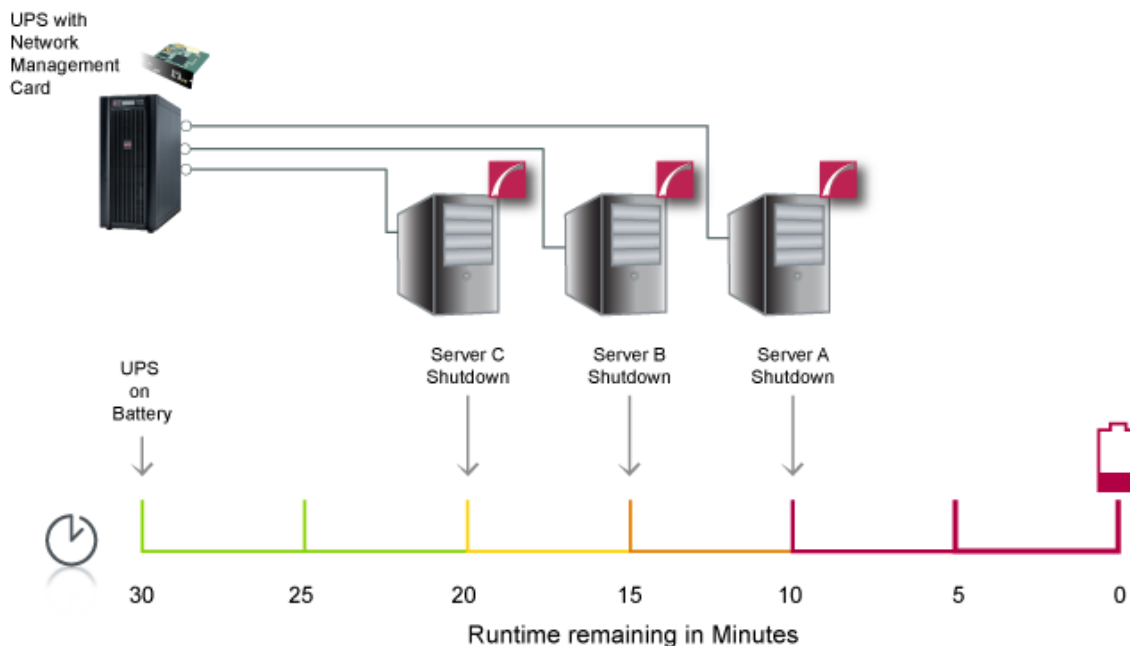 UPS with
Network
Management
Card
UPS
on
Battery
Server C
Shutdown
Server B
Shutdown
Server A
Shutdown
30 25 20 15 10 5 0
Runtime remaining in Minutes